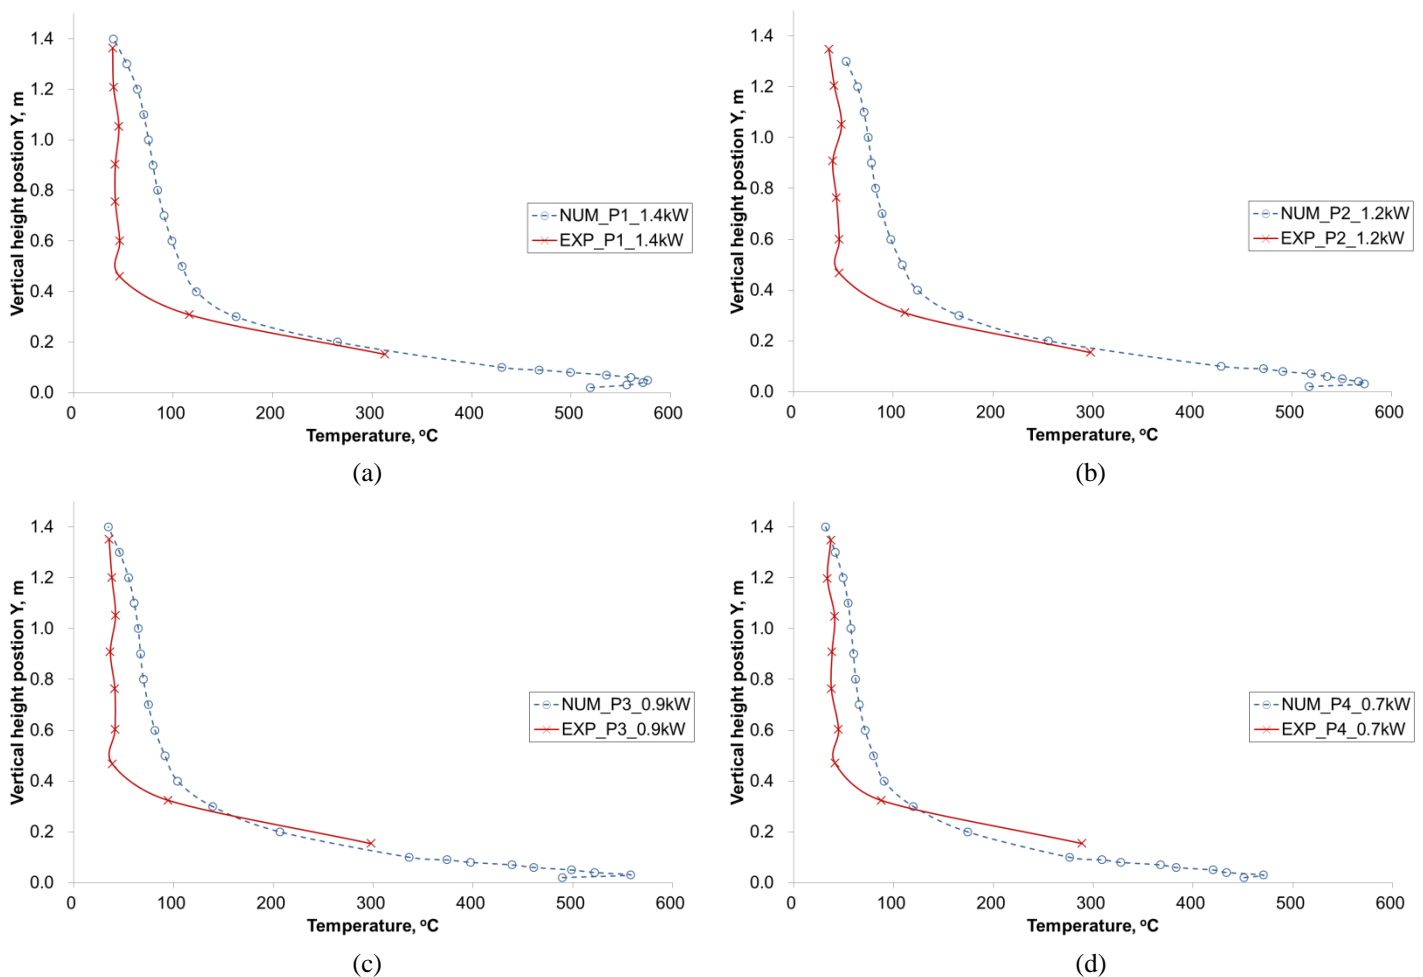 1.4
1.2
1.0
0.8
0.6
0.4
0.2
0.0
Vertical height postion Y, m
NUM_P1_1.4kW
EXP_P1_1.4kW
0 100 200 300 400 500 600
Temperature, oC
(a)
1.4
1.2
1.0
0.8
0.6
0.4
0.2
0.0
Vertical height postion Y, m
NUM_P2_1.2kW
EXP_P2_1.2kW
0 100 200 300 400 500 600
Temperature, oC
(b)
1.4
1.2
1.0
0.8
0.6
0.4
0.2
0.0
Vertical height postion Y, m
NUM_P3_0.9kW
EXP_P3_0.9kW
0 100 200 300 400 500 600
Temperature, oC
(c)
1.4
1.2
1.0
0.8
0.6
0.4
0.2
0.0
Vertical height postion Y, m
NUM_P4_0.7kW
EXP_P4_0.7kW
0 100 200 300 400 500 600
Temperature, oC
(d)